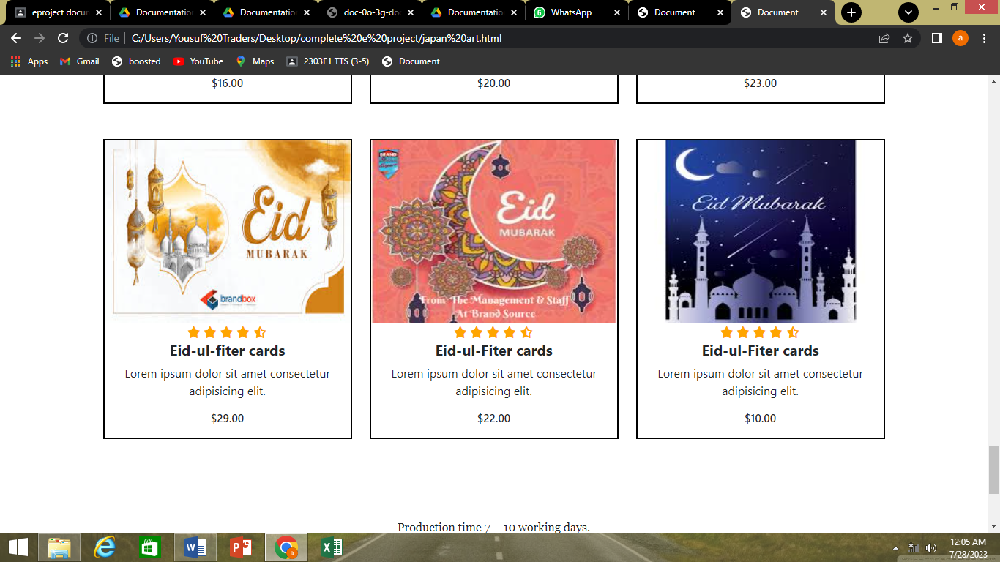 eproject docum
Documentation
Documentation
doc-0o-3g-doc
Documentation
6
WhatsApp
Document
Document
File
C:/Users/Yousuf%20Traders/Desktop/complete%20e%20project/japan%20art.html
a
Apps
Gmail
boosted
YouTube
Maps
2303E1 TTS (3-5)
Document
$16.00
$20.00
$23.00
Eid
MUBARAK
brandbox
BRAND
Eid
MUBARAK
From The Management & Staff
At Brand Source
Eid Mubarak
Eid-ul-fiter cards
Eid-ul-Fiter cards
Eid-ul-Fiter cards
Lorem ipsum dolor sit amet consectetur
adipisicing elit.
Lorem ipsum dolor sit amet consectetur
adipisicing elit.
Lorem ipsum dolor sit amet consectetur
adipisicing elit.
$29.00
$22.00
$10.00
Production time 7 – 10 working days.
12:05 AM
7/28/2023